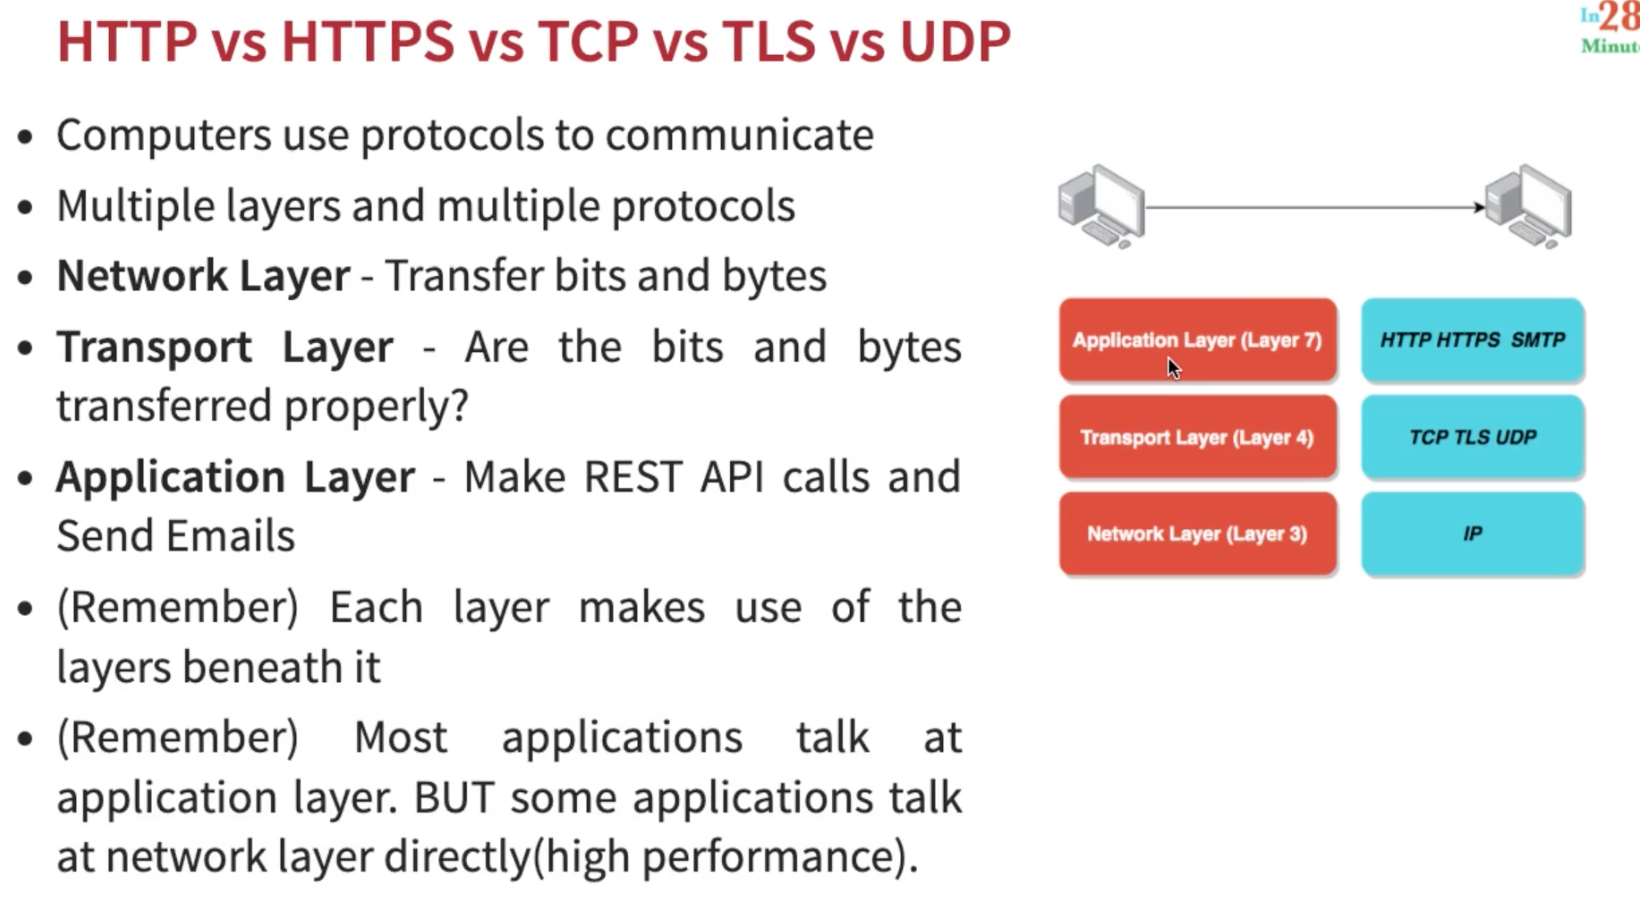 HTTP vs HTTPS vs TCP vs TLS vs UDP
In28
Minut
• Computers use protocols to communicate
• Multiple layers and multiple protocols
• Network Layer - Transfer bits and bytes
• Transport Layer - Are the bits and bytes
transferred properly?
• Application Layer - Make REST API calls and
Send Emails
• (Remember) Each layer makes use of the
layers beneath it
• (Remember) Most applications talk at
application layer. BUT some applications talk
at network layer directly(high performance).
Application Layer (Layer 7)
HTTP HTTPS SMTP
Transport Layer (Layer 4)
TCP TLS UDP
Network Layer (Layer 3)
IP